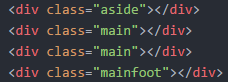 <div class="aside"></div>
<div class="main"></div>
<div class="main"></div>
<div class="mainfoot"></div>